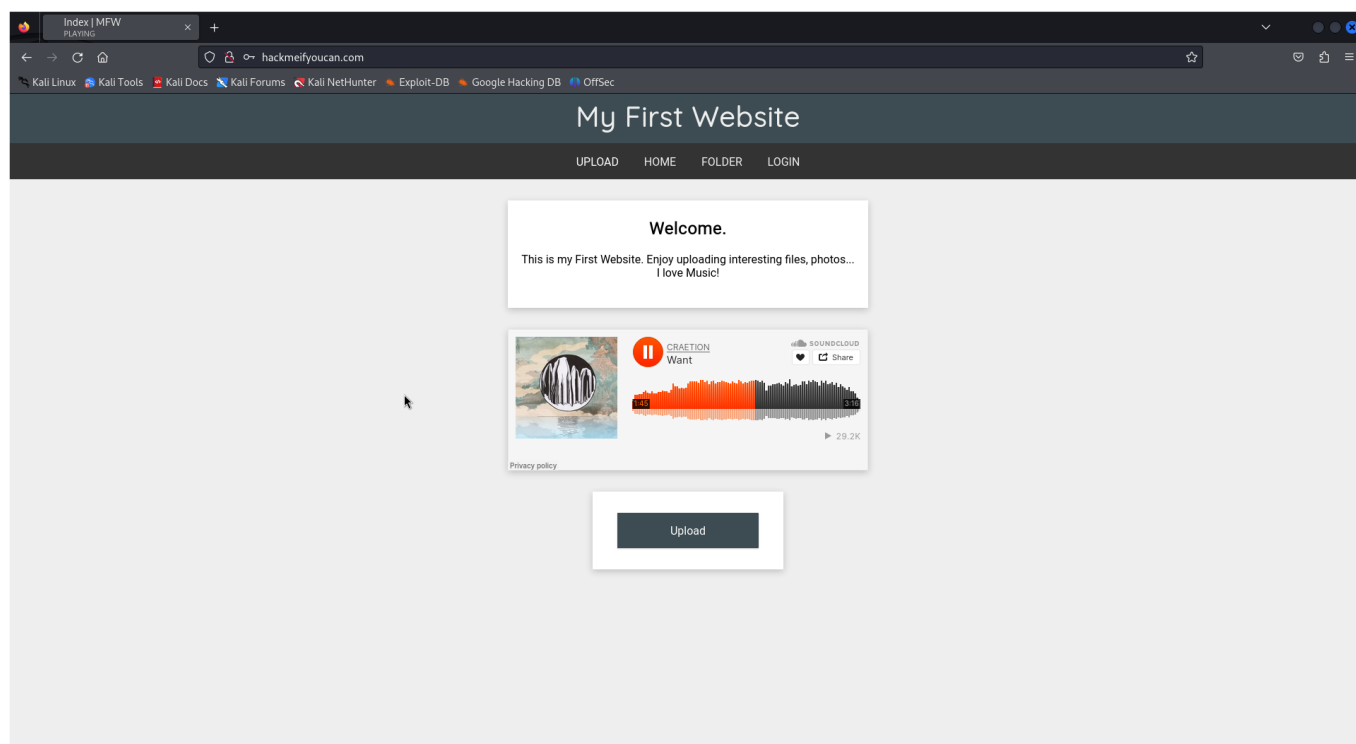 Index | MFW
PLAYING
hackmeifyoucan.com
Kali Linux Kali Tools Kali Docs Kali Forums Kali NetHunter Exploit-DB Google Hacking DB OffSec
My First Website
UPLOAD HOME FOLDER LOGIN
Welcome.
This is my First Website. Enjoy uploading interesting files, photos...
I love Music!
CRAETION
Want
SOUNDCLOUD
Share
1:45
3:16
29.2K
Privacy policy
Upload